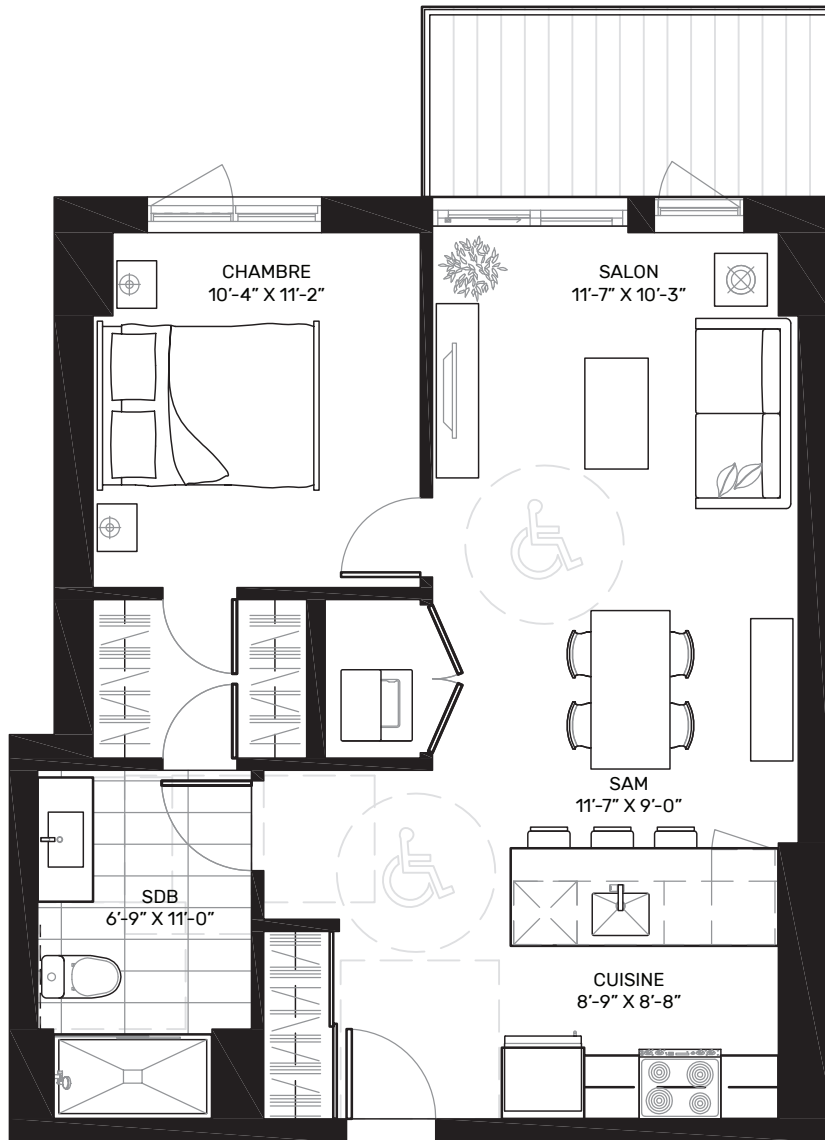 CHAMBRE
10'-4” X 11'-2”
SALON
11'-7” X 10'-3”
SAM
11'-7” X 9'-0”
SDB
6'-9” X 11'-0”
CUISINE
8'-9” X 8'-8”